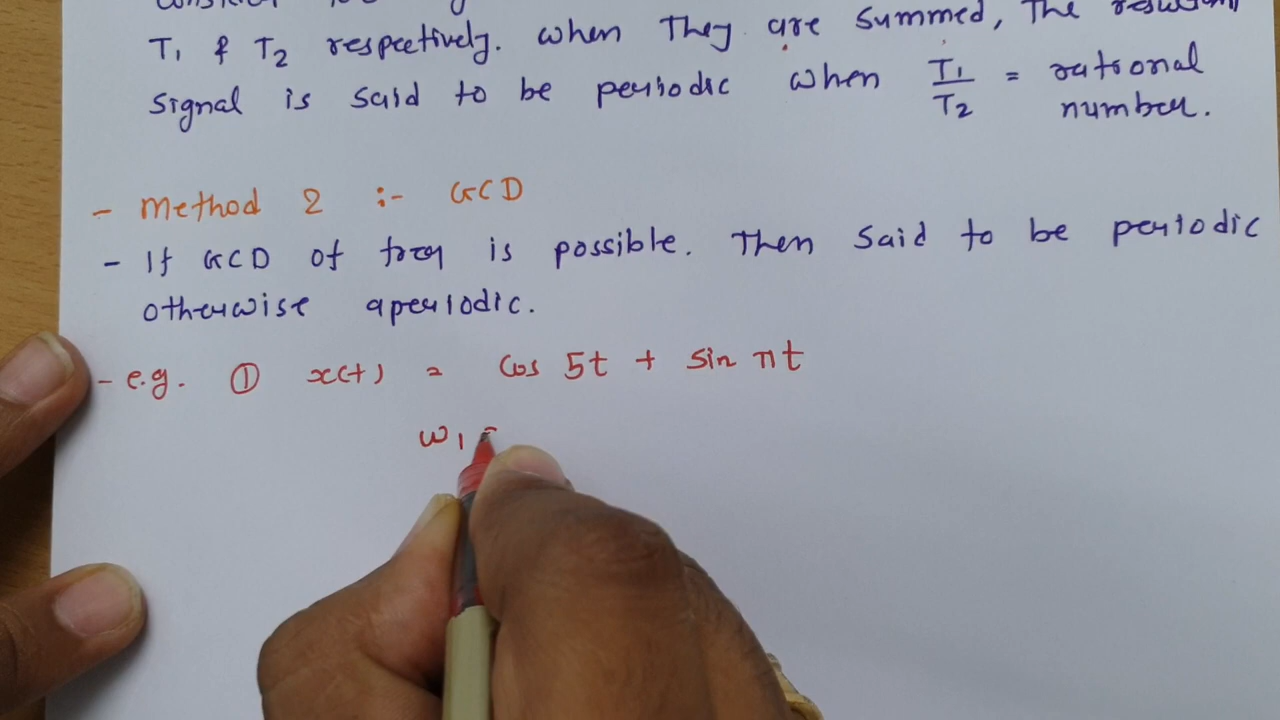 T1 & T2 respectively. When They are summed, The
signal is said to be periodic when T1/T2 = rational number.
- Method 2 :- GCD
- If GCD of freq is possible. Then said to be periodic
otherwise aperiodic.
- e.g. ① x(t) = Cos 5t + Sin πt
ω1 =